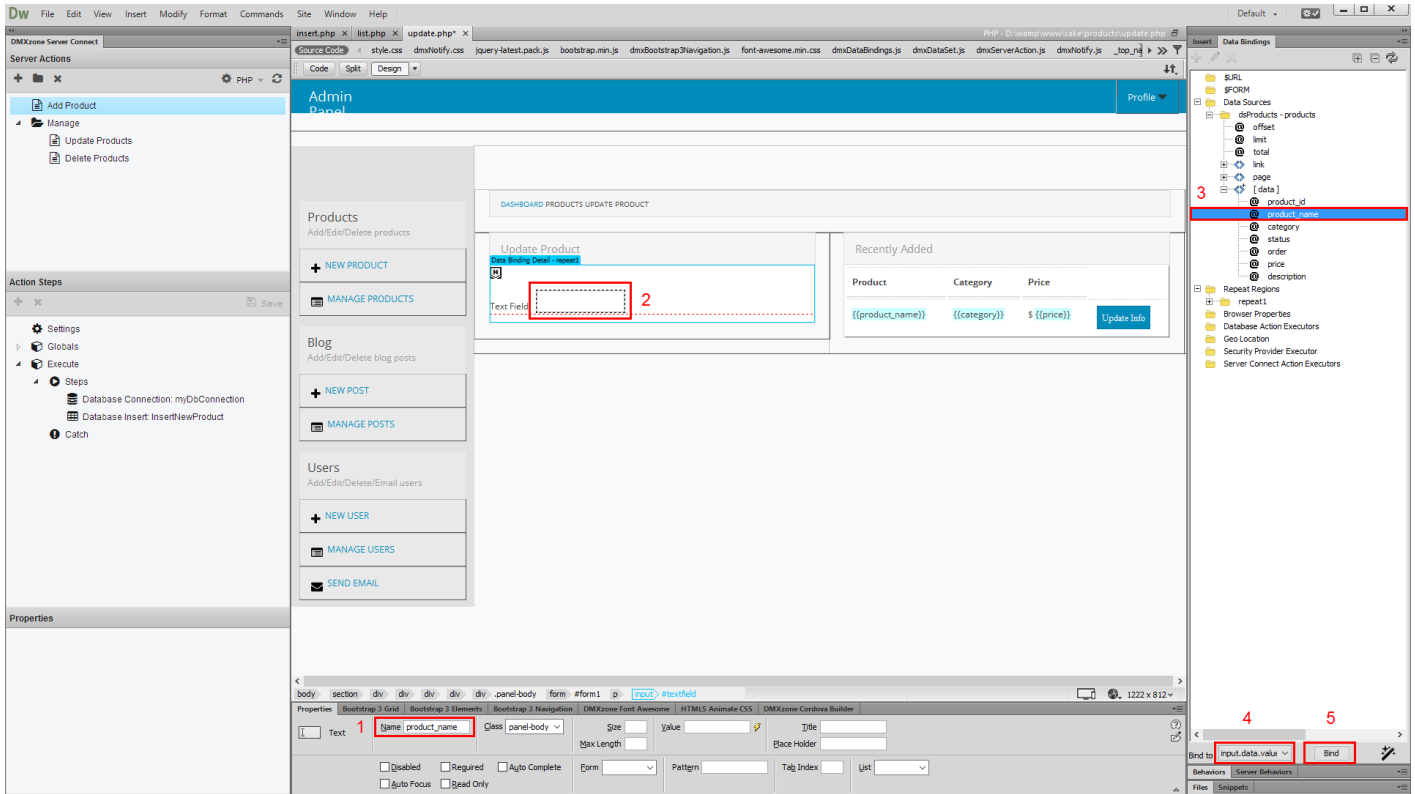 Dw File Edit View Insert Modify Format Commands Site Window Help Default
DMXzone Server Connect
Server Actions
PHP
Add Product
Manage
Update Products
Delete Products
Action Steps
Save
Settings
Globals
Execute
Steps
Database Connection: myDbConnection
Database Insert: InsertNewProduct
Catch
Properties
insert.php × list.php × update.php* × PHP - D:\wamp\www\cake\products\update.php
Source Code style.css dmxNotify.css jquery-latest.pack.js bootstrap.min.js dmxBootstrap3Navigation.js font-awesome.min.css dmxDataBindings.js dmxDataSet.js dmxServerAction.js dmxNotify.js
Code Split Design
Admin
Panel
Profile
Products
Add/Edit/Delete products
NEW PRODUCT
MANAGE PRODUCTS
Blog
Add/Edit/Delete blog posts
NEW POST
MANAGE POSTS
Users
Add/Edit/Delete/Email users
NEW USER
MANAGE USERS
SEND EMAIL
DASHBOARD PRODUCTS UPDATE PRODUCT
Update Product
Data Binding Detail - repeat1
H
Text Field
2
Recently Added
Product Category Price
{{product_name}} {{category}} $ {{price}} Update Info
body section div div div div div .panel-body form #form1 p input #textfield 1222 x 812
Properties Bootstrap 3 Grid Bootstrap 3 Elements Bootstrap 3 Navigation DMXzone Font Awesome HTML5 Animate CSS DMXzone Cordova Builder
Text 1 Name product_name Class panel-body Size Value Title
Max Length Place Holder
Disabled Required Auto Complete Form Pattern Tab Index List
Auto Focus Read Only
Insert Data Bindings
$URL
$FORM
Data Sources
dsProducts - products
offset
limit
total
link
page
3 [ data ]
product_id
product_name
category
status
order
price
description
Repeat Regions
repeat1
Browser Properties
Database Action Executors
Geo Location
Security Provider Executor
Server Connect Action Executors
4 5
Bind to input.data.value Bind
Behaviors Server Behaviors
Files Snippets